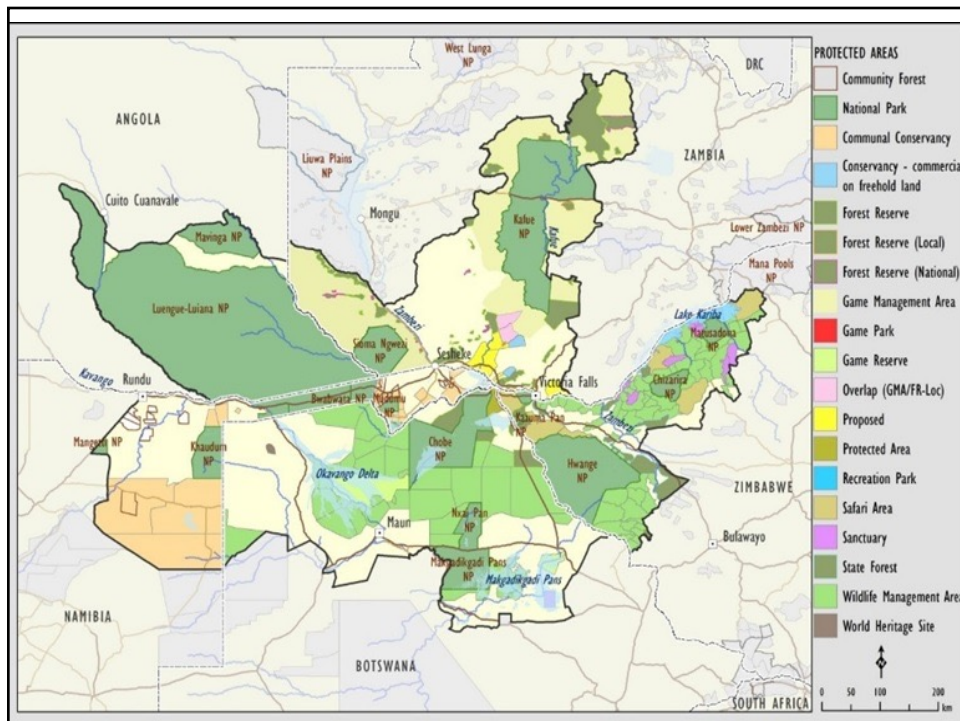 West Lunga
NP
DRC
ANGOLA
Liuwa Plains
NP
ZAMBIA
Cuito Cuanavale
Mongu
Kafue
NP
Kafue
Lower Zambezi NP
Mavinga NP
Mana Pools
NP
Luengue-Luiana NP
Zambezi
Lake Kariba
Matusadona
NP
Sioma Ngwezi
NP
Sesheke
Chizarira
NP
Kavango
Rundu
Victoria Falls
Bwabwata NP
Mudumu
NP
Kazuma Pan
NP
Zambezi
Mangetti NP
Khaudum
NP
Chobe
NP
Hwange
NP
Okavango Delta
ZIMBABWE
Nxai Pan
NP
Maun
Bulawayo
Makgadikgadi Pans
NP
Makgadikgadi Pans
NAMIBIA
BOTSWANA
SOUTH AFRICA
PROTECTED AREAS
Community Forest
National Park
Communal Conservancy
Conservancy - commercia
on freehold land
Forest Reserve
Forest Reserve (Local)
Forest Reserve (National)
Game Management Area
Game Park
Game Reserve
Overlap (GMA/FR-Loc)
Proposed
Protected Area
Recreation Park
Safari Area
Sanctuary
State Forest
Wildlife Management Area
World Heritage Site
N
0 100 200
km